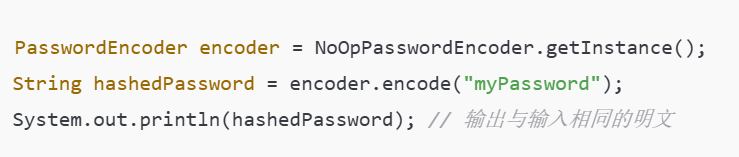 PasswordEncoder encoder = NoOpPasswordEncoder.getInstance();
String hashedPassword = encoder.encode("myPassword");
System.out.println(hashedPassword); // 输出与输入相同的明文